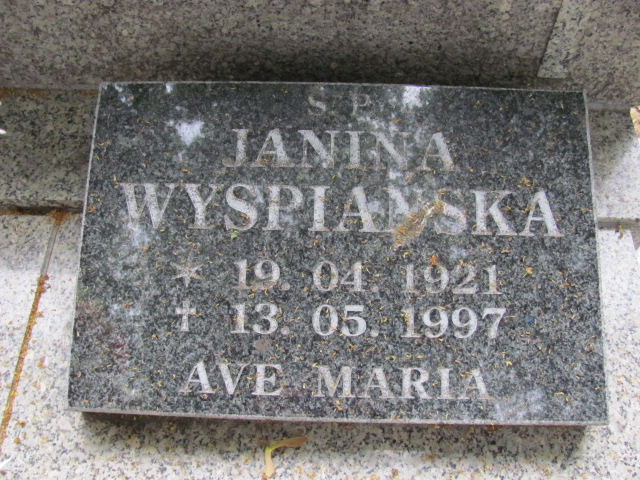 Ś. P.
JANINA
WYSPIAŃSKA
* 19. 04. 1921
† 13. 05. 1997
AVE MARIA